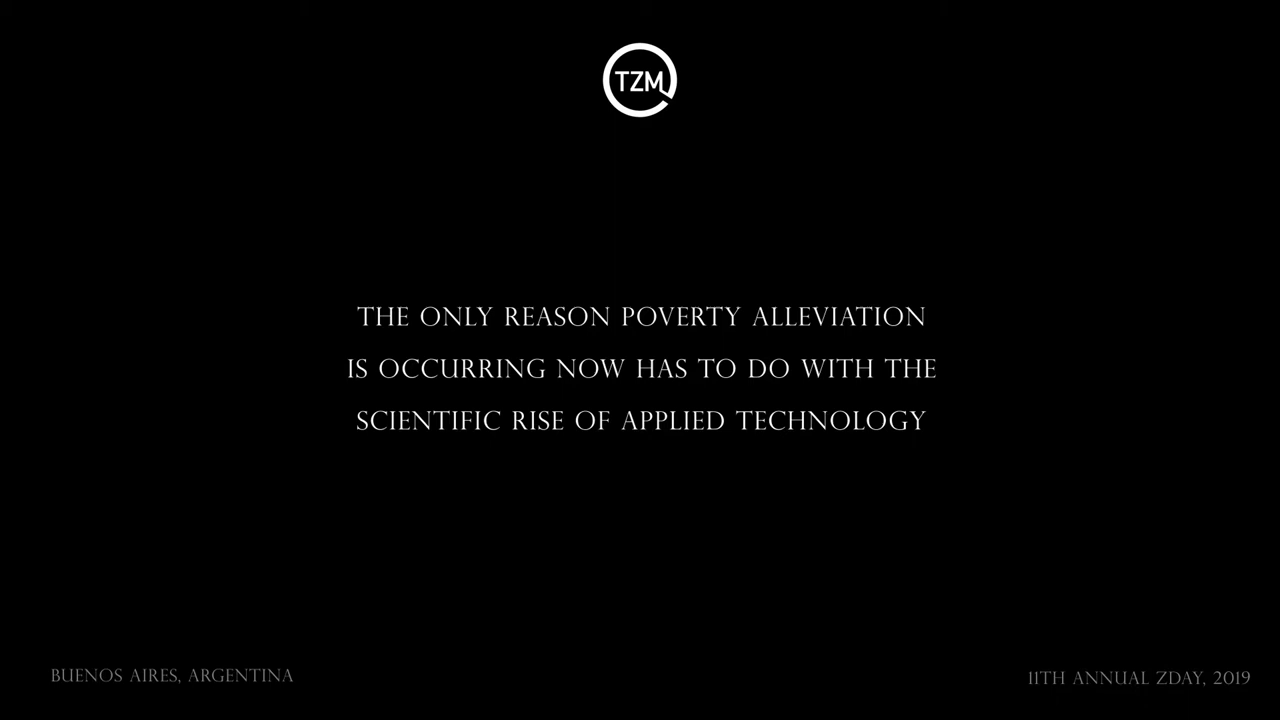 TZM
THE ONLY REASON POVERTY ALLEVIATION
IS OCCURRING NOW HAS TO DO WITH THE
SCIENTIFIC RISE OF APPLIED TECHNOLOGY
BUENOS AIRES, ARGENTINA
11TH ANNUAL ZDAY, 2019